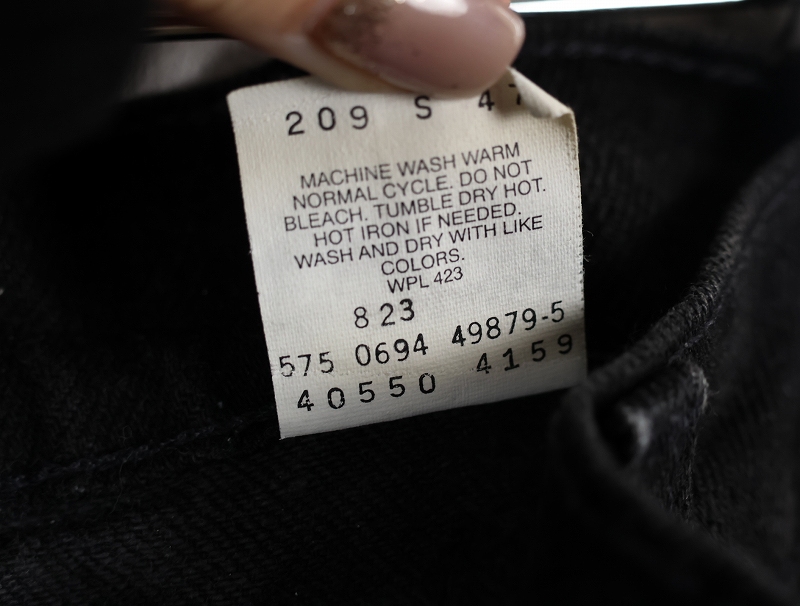 209 S 47
MACHINE WASH WARM
NORMAL CYCLE. DO NOT
BLEACH. TUMBLE DRY HOT.
HOT IRON IF NEEDED.
WASH AND DRY WITH LIKE
COLORS.
WPL 423
823
575 0694 49879-5
40550 4159